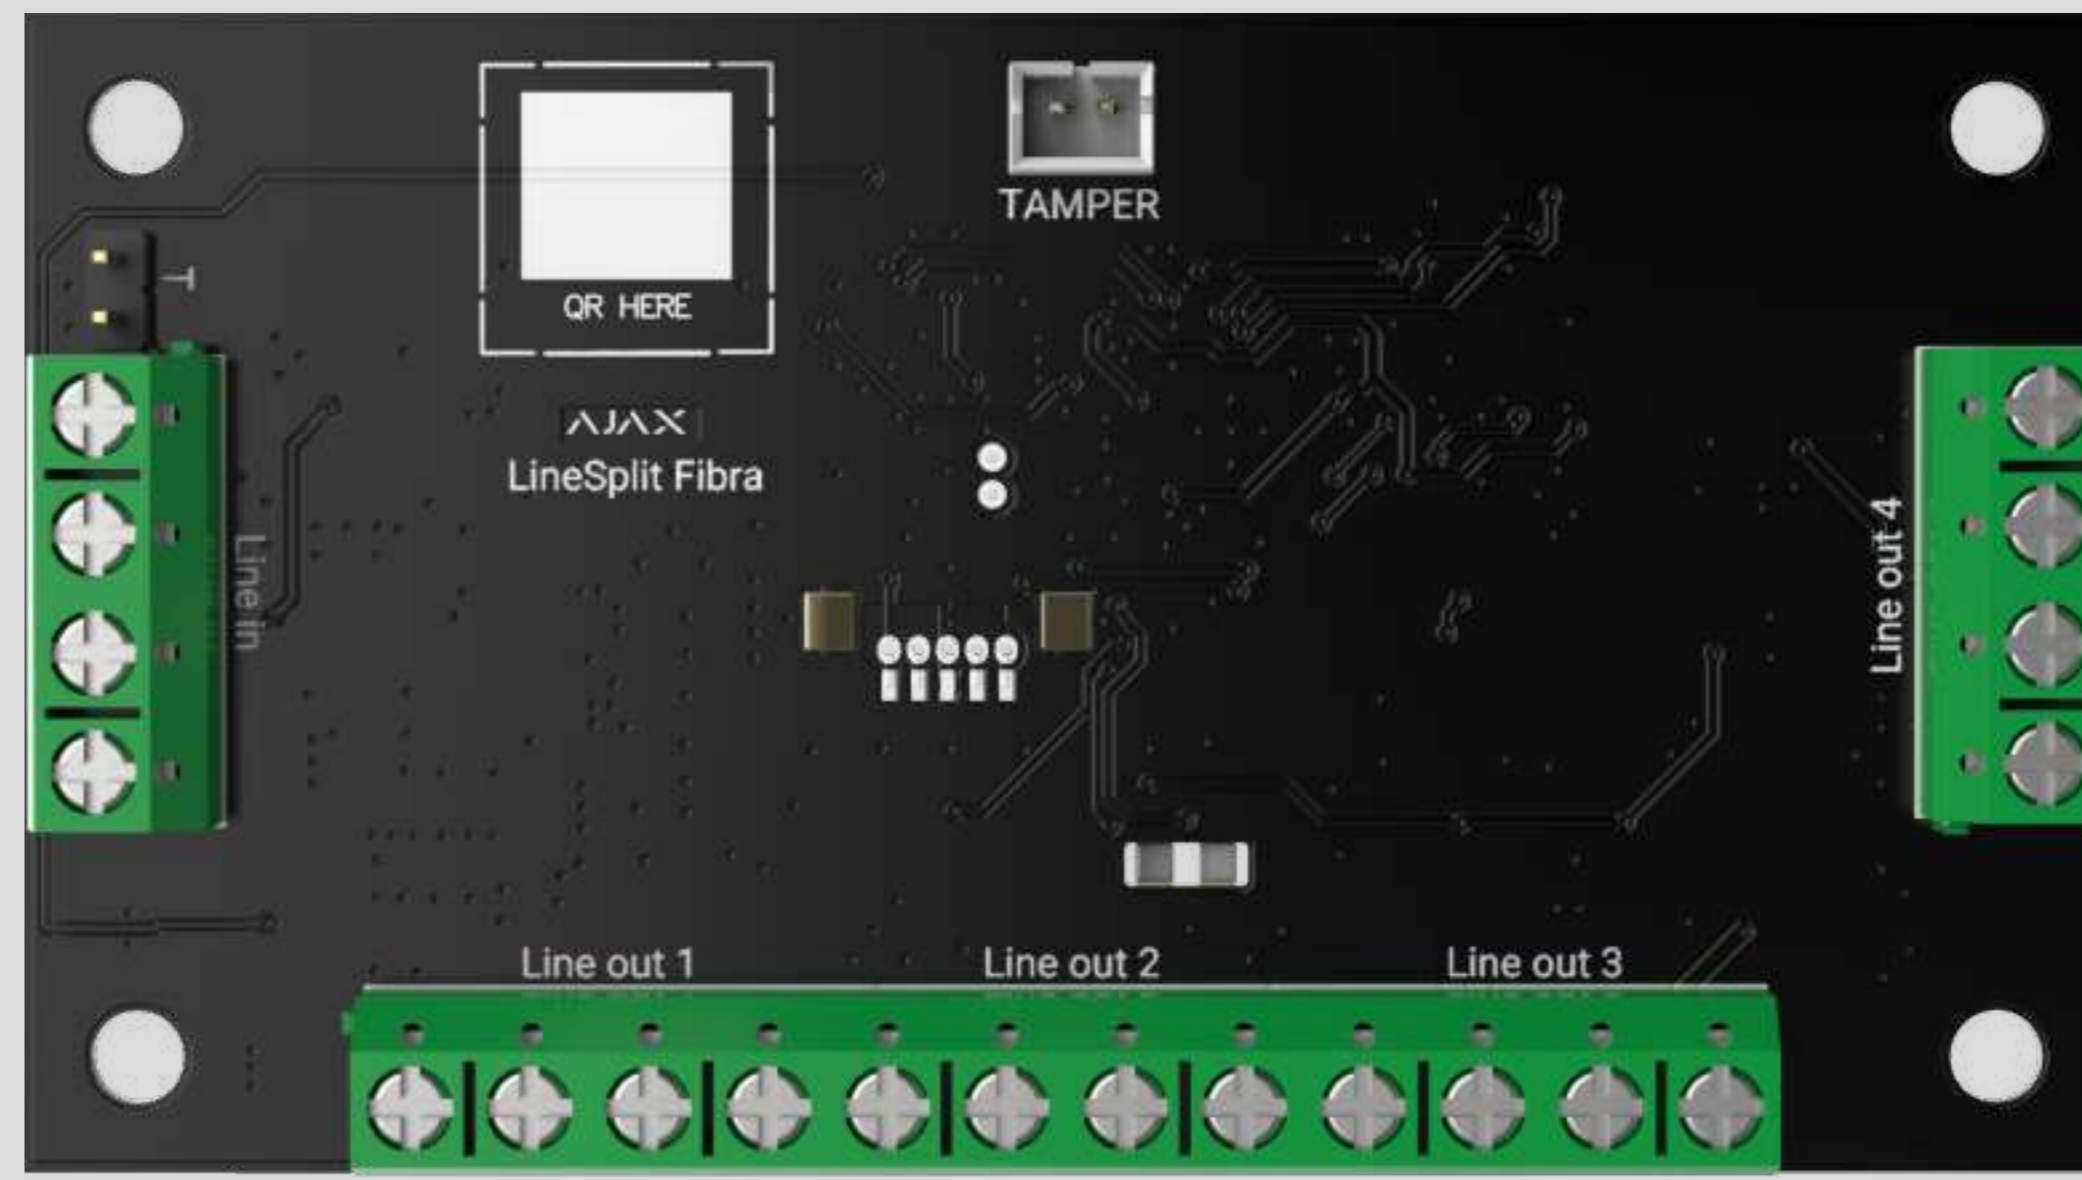 TAMPER
T
QR HERE
AJAX
LineSplit Fibra
Line in
Line out 4
Line out 1
Line out 2
Line out 3